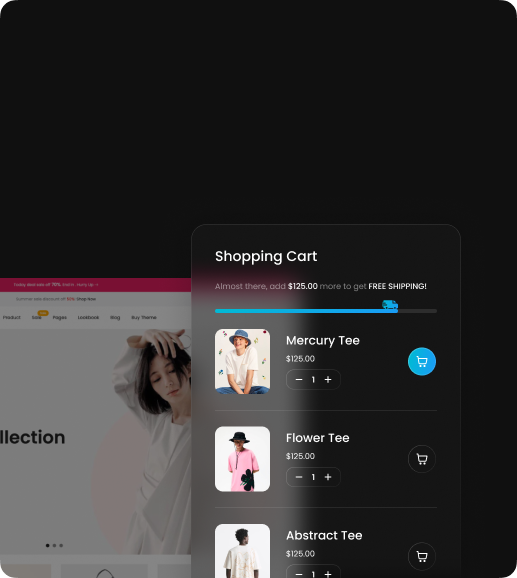 Shopping Cart
Almost there, add $125.00 more to get FREE SHIPPING!
Today deal sale off 70%. End in . Hurry Up
Summer sale discount off 50% Shop Now
Product Sale Pages Lookbook Blog Buy Theme
llection
Mercury Tee
$125.00
− 1 +
Flower Tee
$125.00
− 1 +
Abstract Tee
$125.00
− 1 +